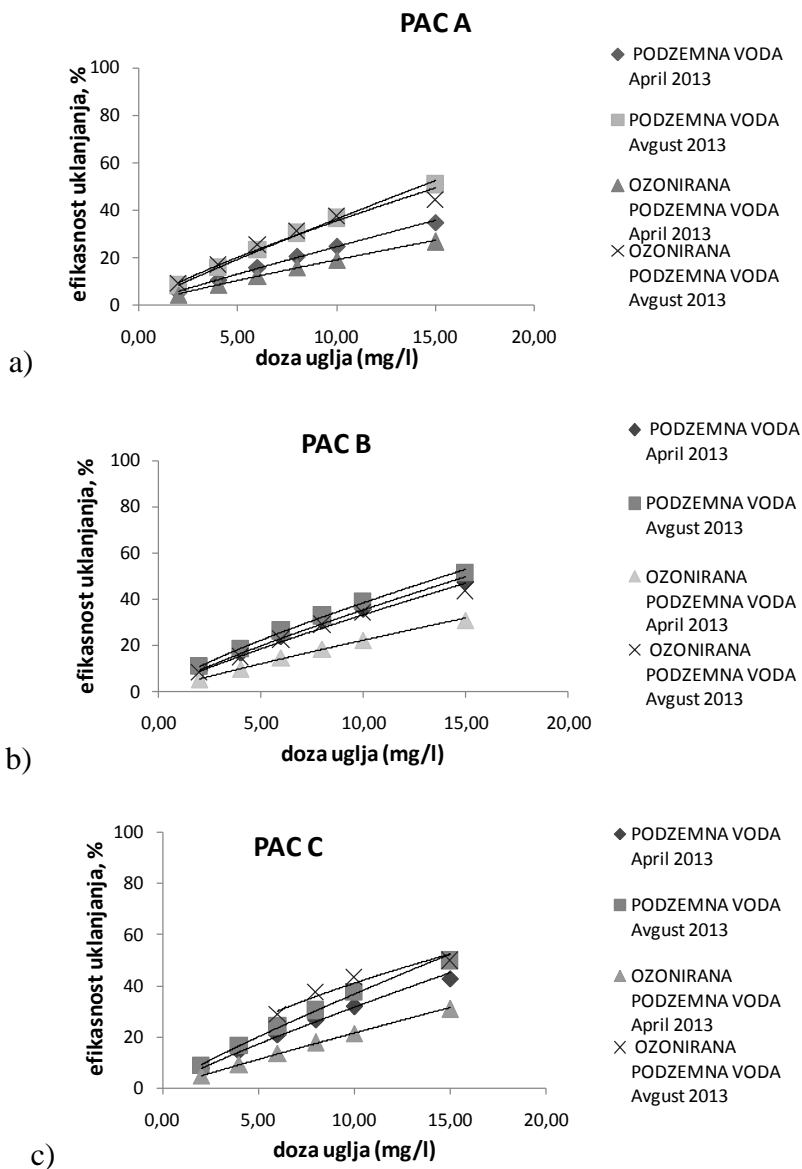 PAC A
efikasnost uklanjanja, %
100
80
60
40
20
0
0,00 5,00 10,00 15,00 20,00
doza uglja (mg/l)
PODZEMNA VODA
April 2013
PODZEMNA VODA
Avgust 2013
OZONIRANA
PODZEMNA VODA
April 2013
OZONIRANA
PODZEMNA VODA
Avgust 2013
a)
PAC B
efikasnost uklanjanja, %
100
80
60
40
20
0
0,00 5,00 10,00 15,00 20,00
doza uglja (mg/l)
PODZEMNA VODA
April 2013
PODZEMNA VODA
Avgust 2013
OZONIRANA
PODZEMNA VODA
April 2013
OZONIRANA
PODZEMNA VODA
Avgust 2013
b)
PAC C
efikasnost uklanjanja, %
100
80
60
40
20
0
0,00 5,00 10,00 15,00 20,00
doza uglja (mg/l)
PODZEMNA VODA
April 2013
PODZEMNA VODA
Avgust 2013
OZONIRANA
PODZEMNA VODA
April 2013
OZONIRANA
PODZEMNA VODA
Avgust 2013
c)